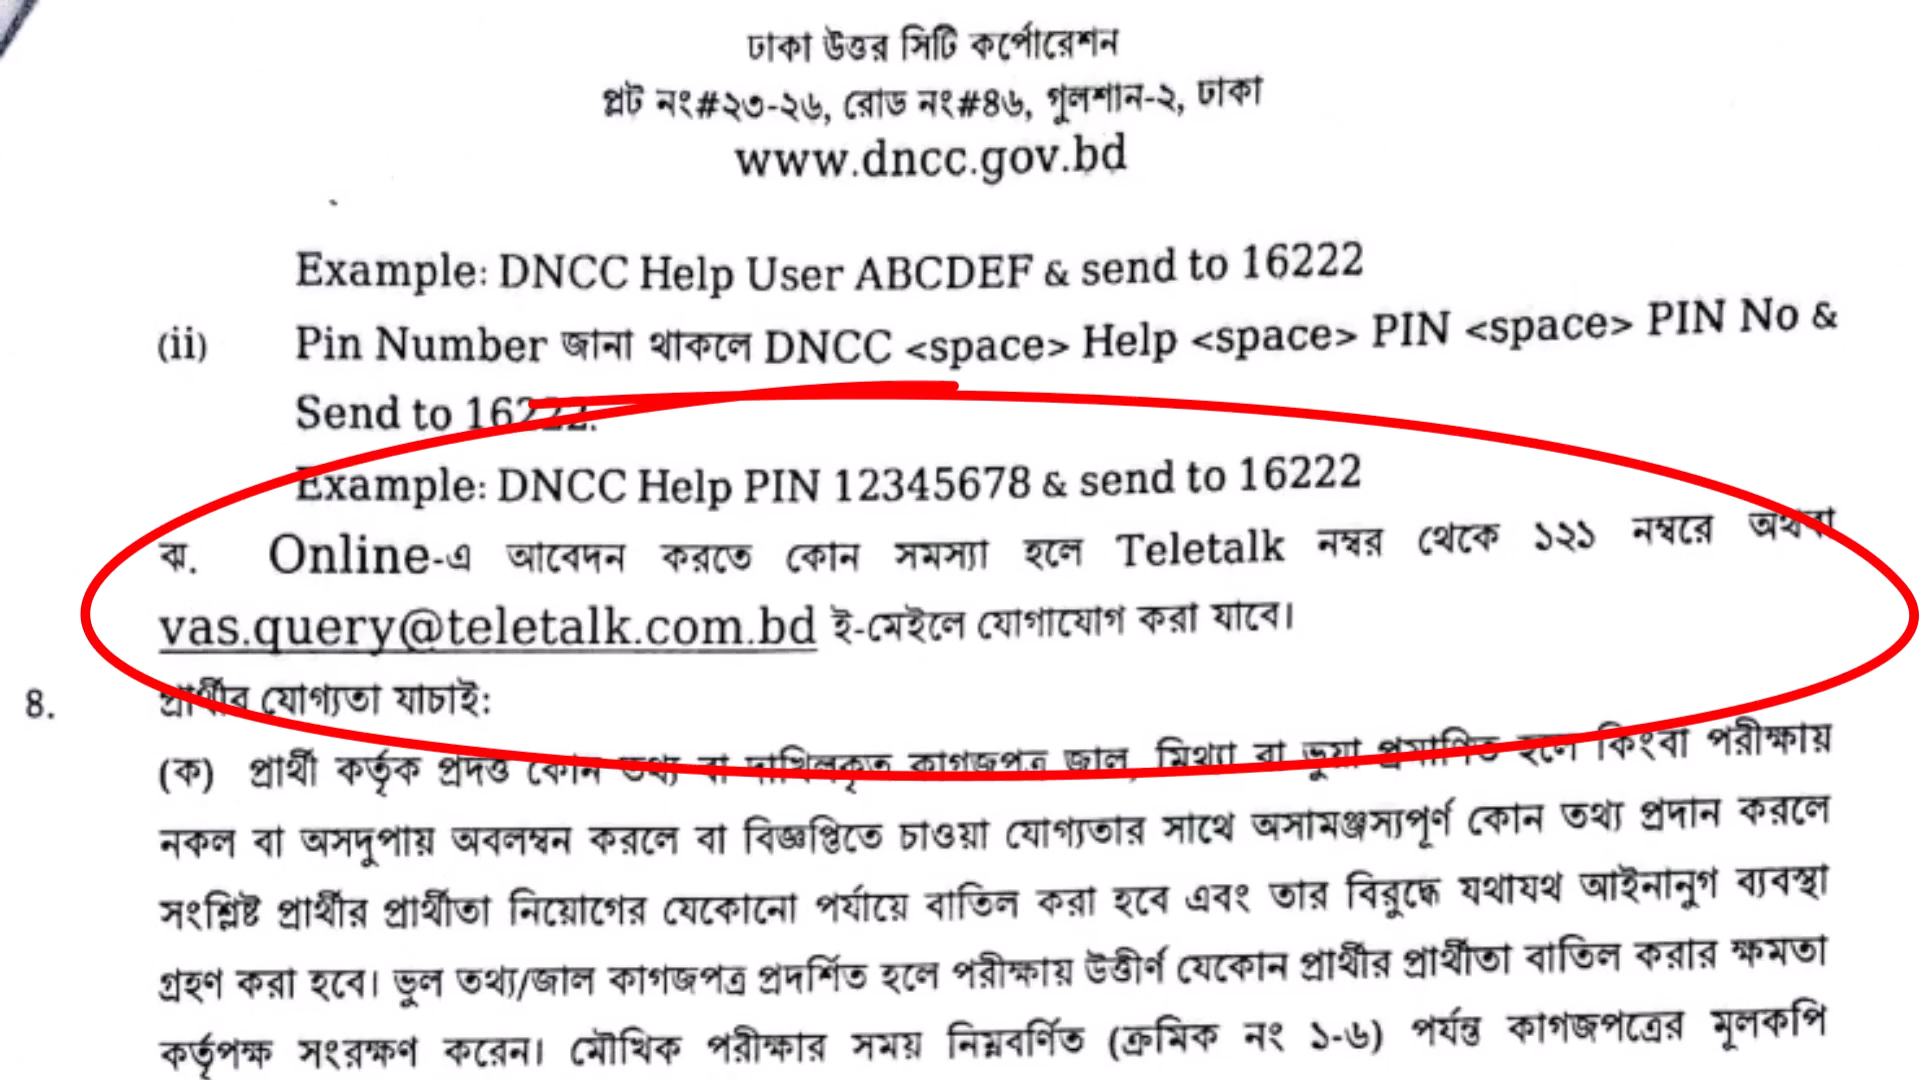 ঢাকা উত্তর সিটি কর্পোরেশন
প্লট নং#২৩-২৬, রোড নং#৪৬, গুলশান-২, ঢাকা
www.dncc.gov.bd
Example: DNCC Help User ABCDEF & send to 16222
(ii) Pin Number জানা থাকলে DNCC <space> Help <space> PIN <space> PIN No &
Send to 16222.
Example: DNCC Help PIN 12345678 & send to 16222
ঝ. Online-এ আবেদন করতে কোন সমস্যা হলে Teletalk নম্বর থেকে ১২১ নম্বরে অথবা
vas.query@teletalk.com.bd ই-মেইলে যোগাযোগ করা যাবে।
8. প্রার্থীর যোগ্যতা যাচাই:
(ক) প্রার্থী কর্তৃক প্রদত্ত কোন তথ্য বা দাখিলকৃত কাগজপত্র জাল, মিথ্যা বা ভুয়া প্রমাণিত হলে কিংবা পরীক্ষায়
নকল বা অসদুপায় অবলম্বন করলে বা বিজ্ঞপ্তিতে চাওয়া যোগ্যতার সাথে অসামঞ্জস্যপূর্ণ কোন তথ্য প্রদান করলে
সংশ্লিষ্ট প্রার্থীর প্রার্থীতা নিয়োগের যেকোনো পর্যায়ে বাতিল করা হবে এবং তার বিরুদ্ধে যথাযথ আইনানুগ ব্যবস্থা
গ্রহণ করা হবে। ভুল তথ্য/জাল কাগজপত্র প্রদর্শিত হলে পরীক্ষায় উত্তীর্ণ যেকোন প্রার্থীর প্রার্থীতা বাতিল করার ক্ষমতা
কর্তৃপক্ষ সংরক্ষণ করেন। মৌখিক পরীক্ষার সময় নিম্নবর্ণিত (ক্রমিক নং ১-৬) পর্যন্ত কাগজপত্রের মূলকপি